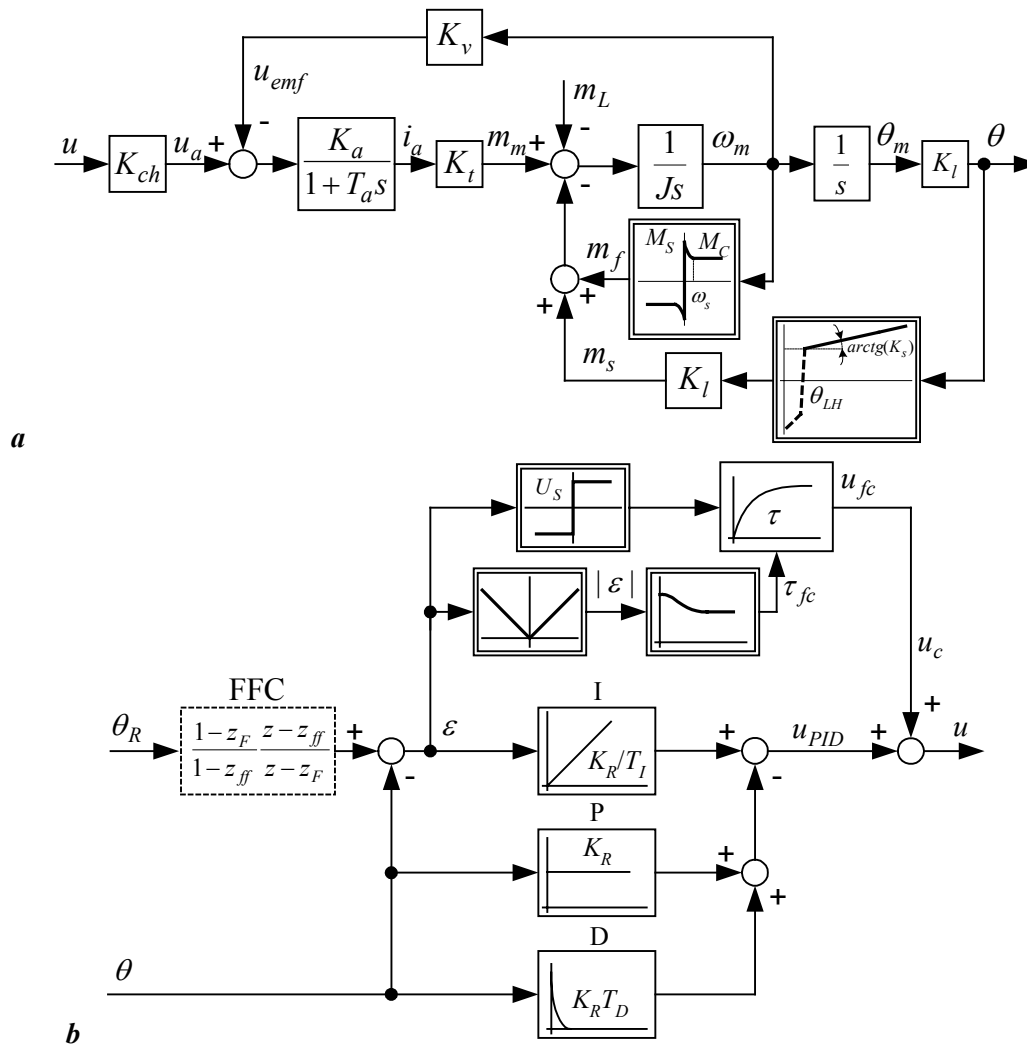 K_v
u_emf
m_L
u
K_ch
u_a
+
-
K_a
1 + T_a s
i_a
K_t
m_m
+
-
-
1
Js
ω_m
1
s
θ_m
K_l
θ
m_f
M_S
M_C
ω_s
+
+
m_s
K_l
arctg(K_s)
θ_LH
a
U_S
τ
u_fc
|ε|
τ_fc
u_c
FFC
θ_R
1 - z_F z - z_ff
1 - z_ff z - z_F
+
-
ε
I
K_R/T_I
+
-
u_PID
+
+
u
P
K_R
+
+
D
K_R T_D
θ
b